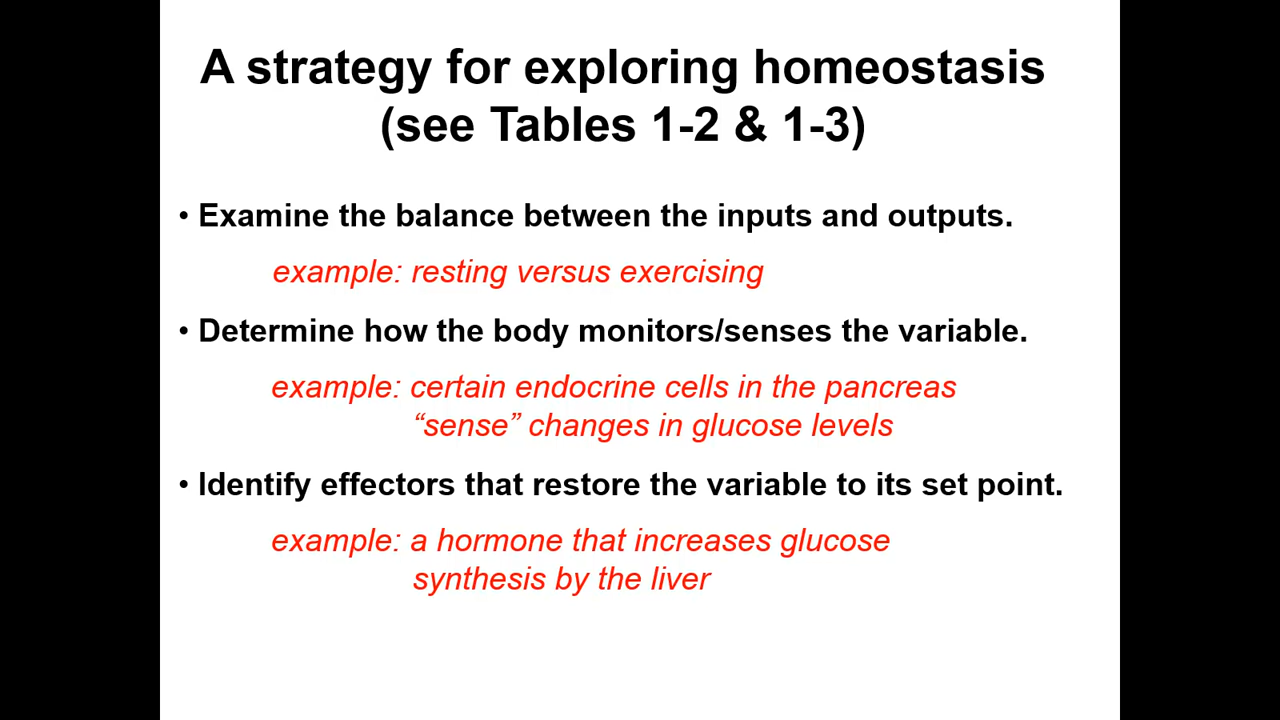 A strategy for exploring homeostasis
(see Tables 1-2 & 1-3)
• Examine the balance between the inputs and outputs.
example: resting versus exercising
• Determine how the body monitors/senses the variable.
example: certain endocrine cells in the pancreas
“sense” changes in glucose levels
• Identify effectors that restore the variable to its set point.
example: a hormone that increases glucose
synthesis by the liver